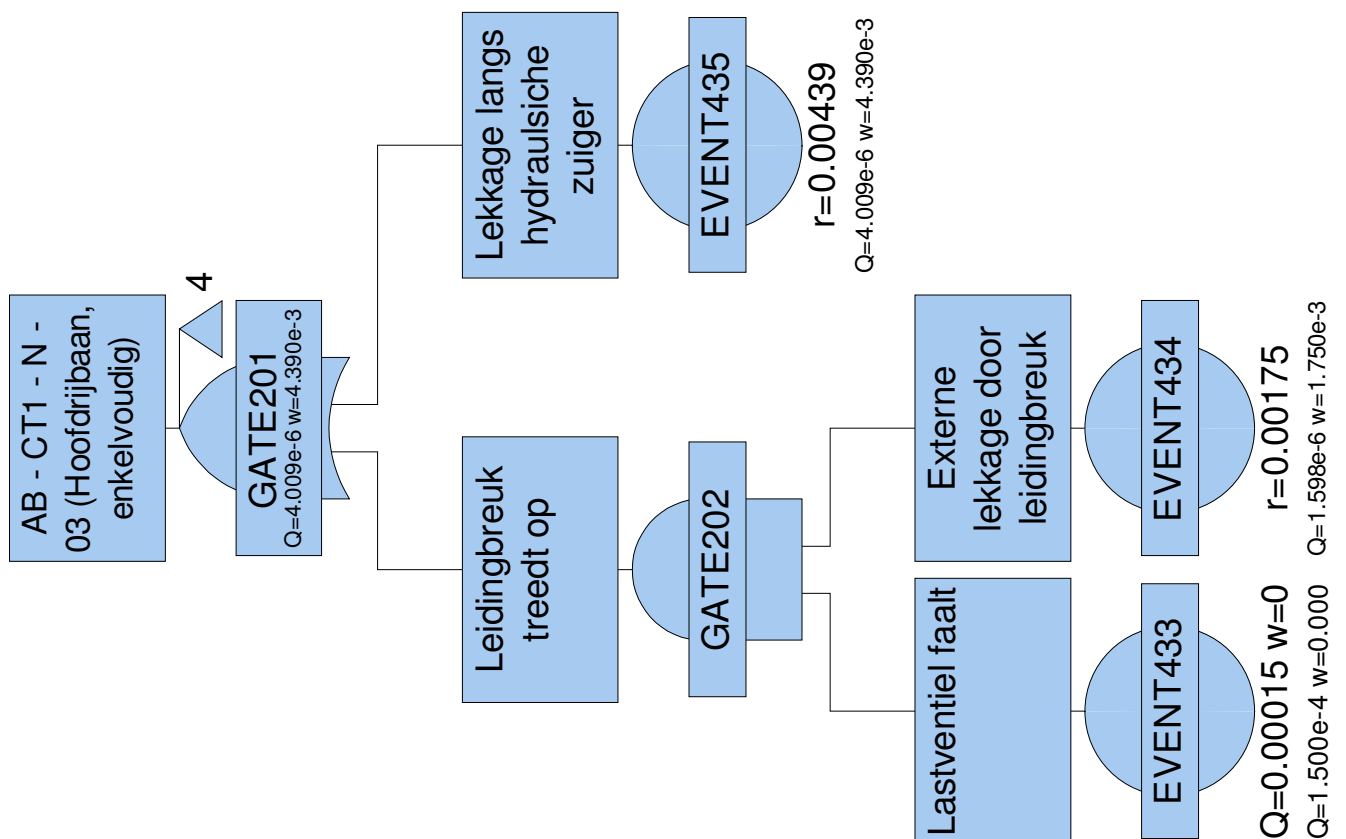 AB - CT1 - N -
03 (Hoofdrijbaan,
enkelvoudig)
4
GATE201
Q=4.009e-6 w=4.390e-3
Leidingbreuk
treedt op
GATE202
Lekkage langs
hydraulsiche
zuiger
EVENT435
r=0.00439
Q=4.009e-6 w=4.390e-3
Lastventiel faalt
EVENT433
Q=0.00015 w=0
Q=1.500e-4 w=0.000
Externe
lekkage door
leidingbreuk
EVENT434
r=0.00175
Q=1.598e-6 w=1.750e-3